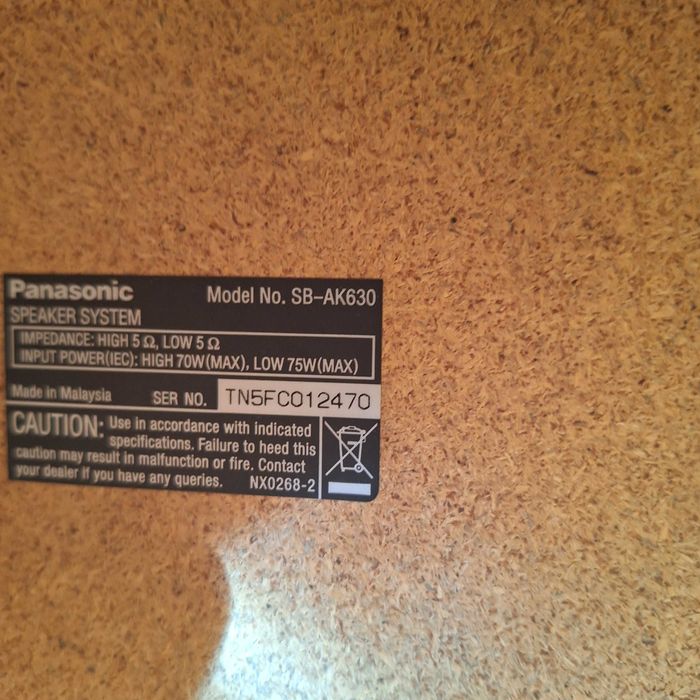 Panasonic Model No. SB-AK630
SPEAKER SYSTEM
IMPEDANCE: HIGH 5 Ω, LOW 5 Ω
INPUT POWER(IEC): HIGH 70W(MAX), LOW 75W(MAX)
Made in Malaysia SER NO. TN5FC012470
CAUTION: Use in accordance with indicated
specifications. Failure to heed this
caution may result in malfunction or fire. Contact
your dealer if you have any queries. NX0268-2